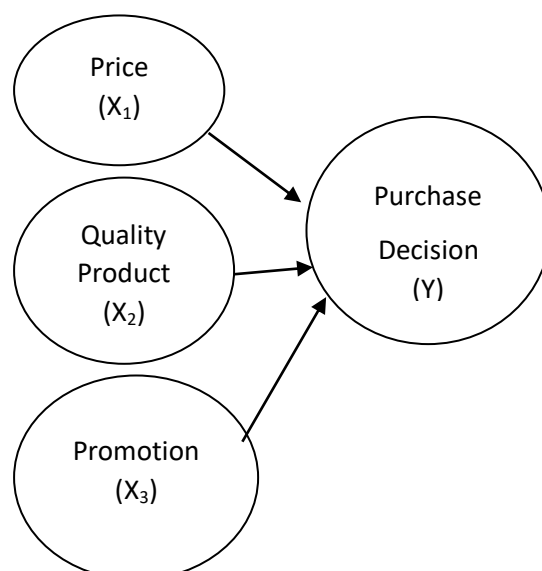 Price
(X₁)
Quality
Product
(X₂)
Promotion
(X₃)
Purchase
Decision
(Y)